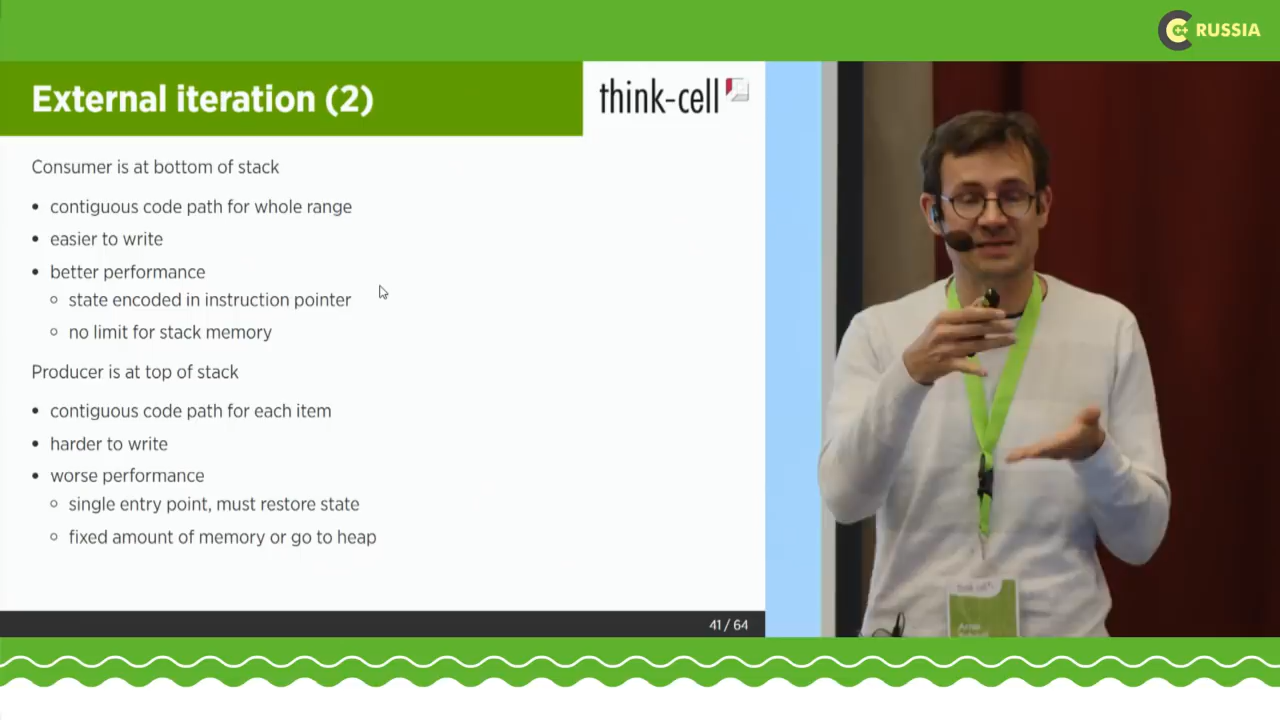 C++ RUSSIA
External iteration (2)
think-cell
Consumer is at bottom of stack
• contiguous code path for whole range
• easier to write
• better performance
◦ state encoded in instruction pointer
◦ no limit for stack memory
Producer is at top of stack
• contiguous code path for each item
• harder to write
• worse performance
◦ single entry point, must restore state
◦ fixed amount of memory or go to heap
41 / 64